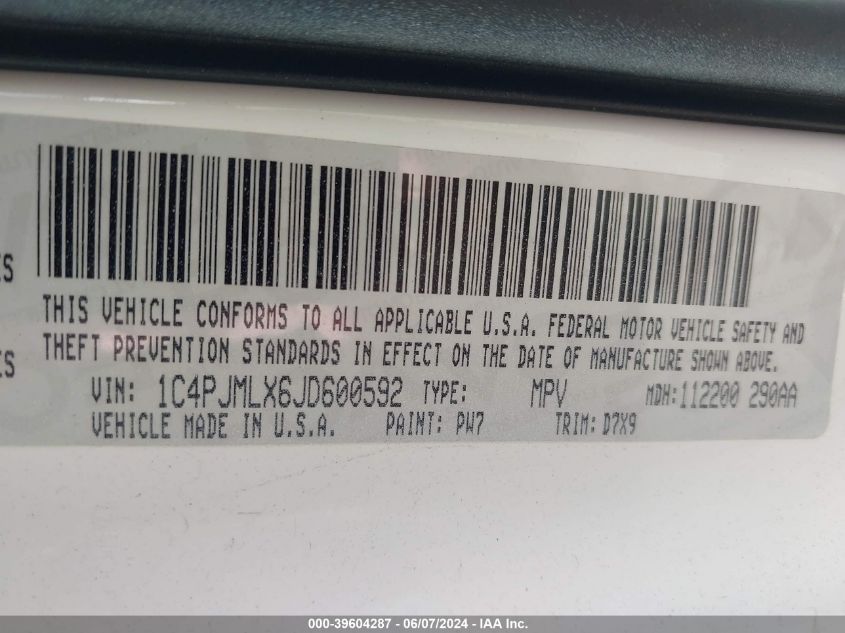 ES
THIS VEHICLE CONFORMS TO ALL APPLICABLE U.S.A. FEDERAL MOTOR VEHICLE SAFETY AND
ES THEFT PREVENTION STANDARDS IN EFFECT ON THE DATE OF MANUFACTURE SHOWN ABOVE.
VIN: 1C4PJMLX6JD600592 TYPE: MPV MDH:112200 290AA
VEHICLE MADE IN U.S.A. PAINT: PW7 TRIM: D7X9
000-39604287 - 06/07/2024 - IAA Inc.